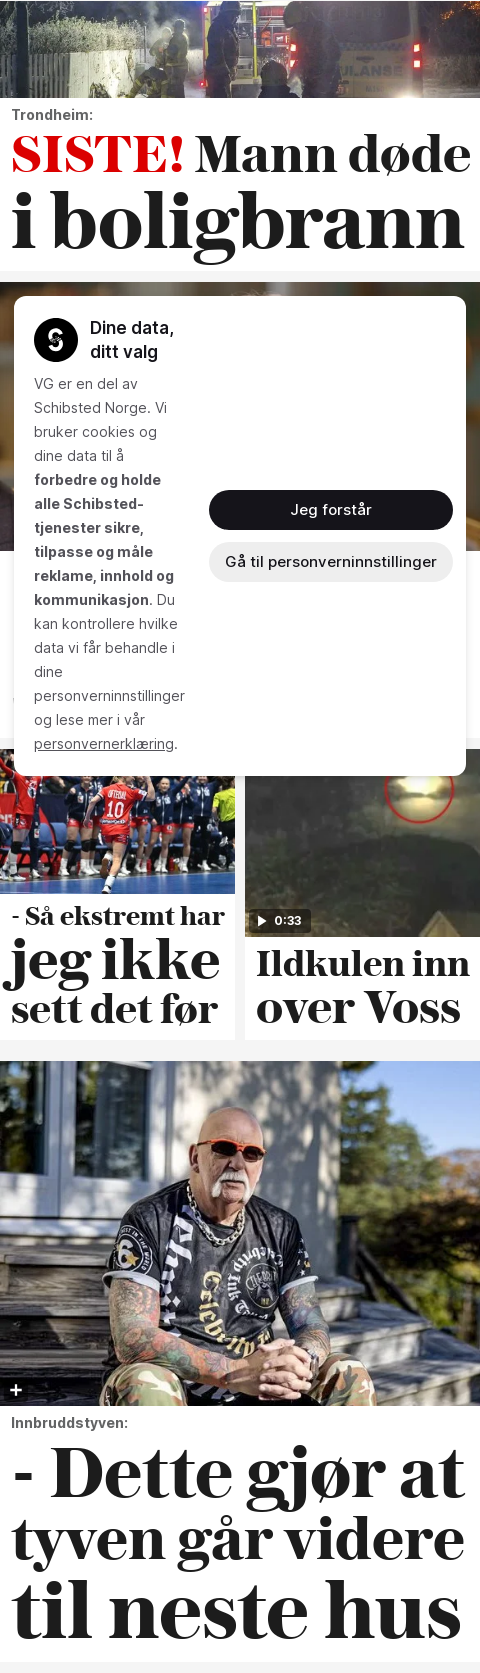 Trondheim:
SISTE! Mann døde
i boligbrann
Dine data,
ditt valg
VG er en del av
Schibsted Norge. Vi
bruker cookies og
dine data til å
forbedre og holde
alle Schibsted-
tjenester sikre,
tilpasse og måle
reklame, innhold og
kommunikasjon. Du
kan kontrollere hvilke
data vi får behandle i
dine
personverninnstillinger
og lese mer i vår
personvernerklæring.
Jeg forstår
Gå til personverninnstillinger
10
- Så ekstremt har
jeg ikke
sett det før
0:33
Ildkulen inn
over Voss
Innbruddstyven:
- Dette gjør at
tyven går videre
til neste hus